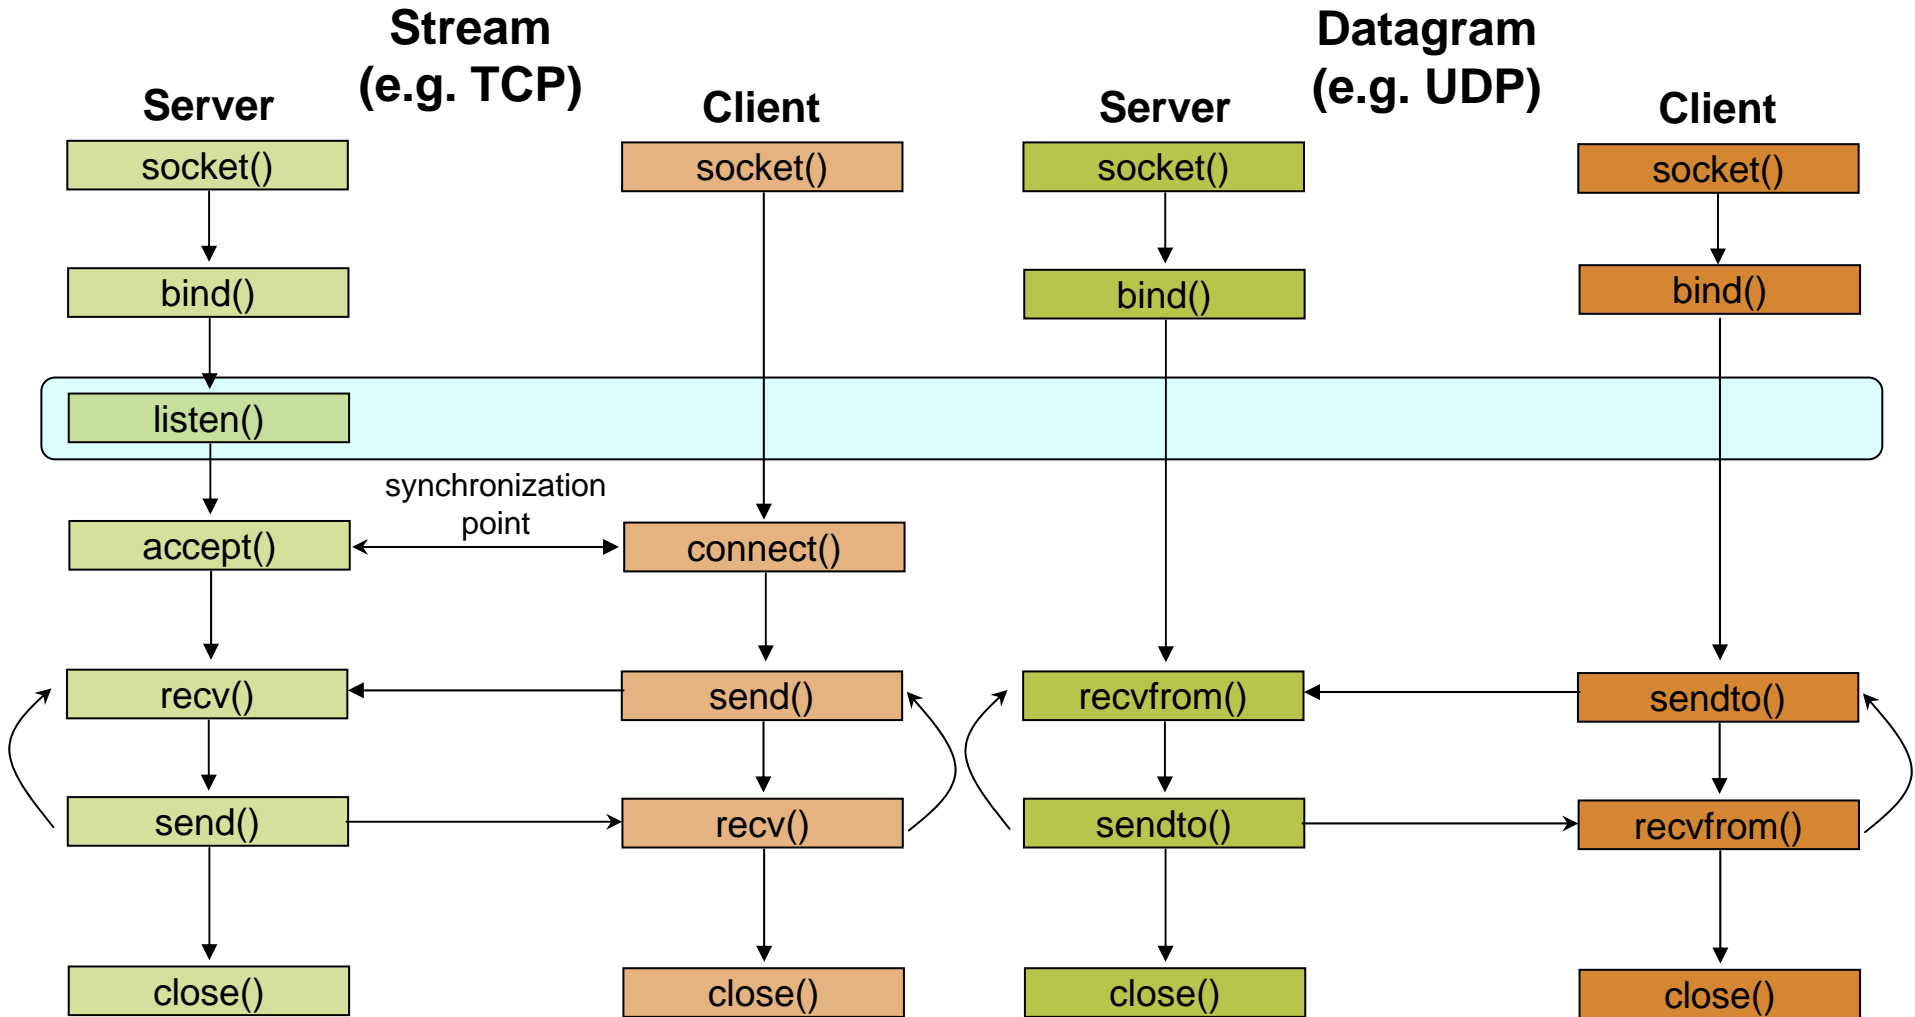 Stream
(e.g. TCP)
Datagram
(e.g. UDP)
Server
Client
Server
Client
socket()
socket()
socket()
socket()
bind()
bind()
bind()
listen()
synchronization
point
accept()
connect()
recv()
send()
recvfrom()
sendto()
send()
recv()
sendto()
recvfrom()
close()
close()
close()
close()